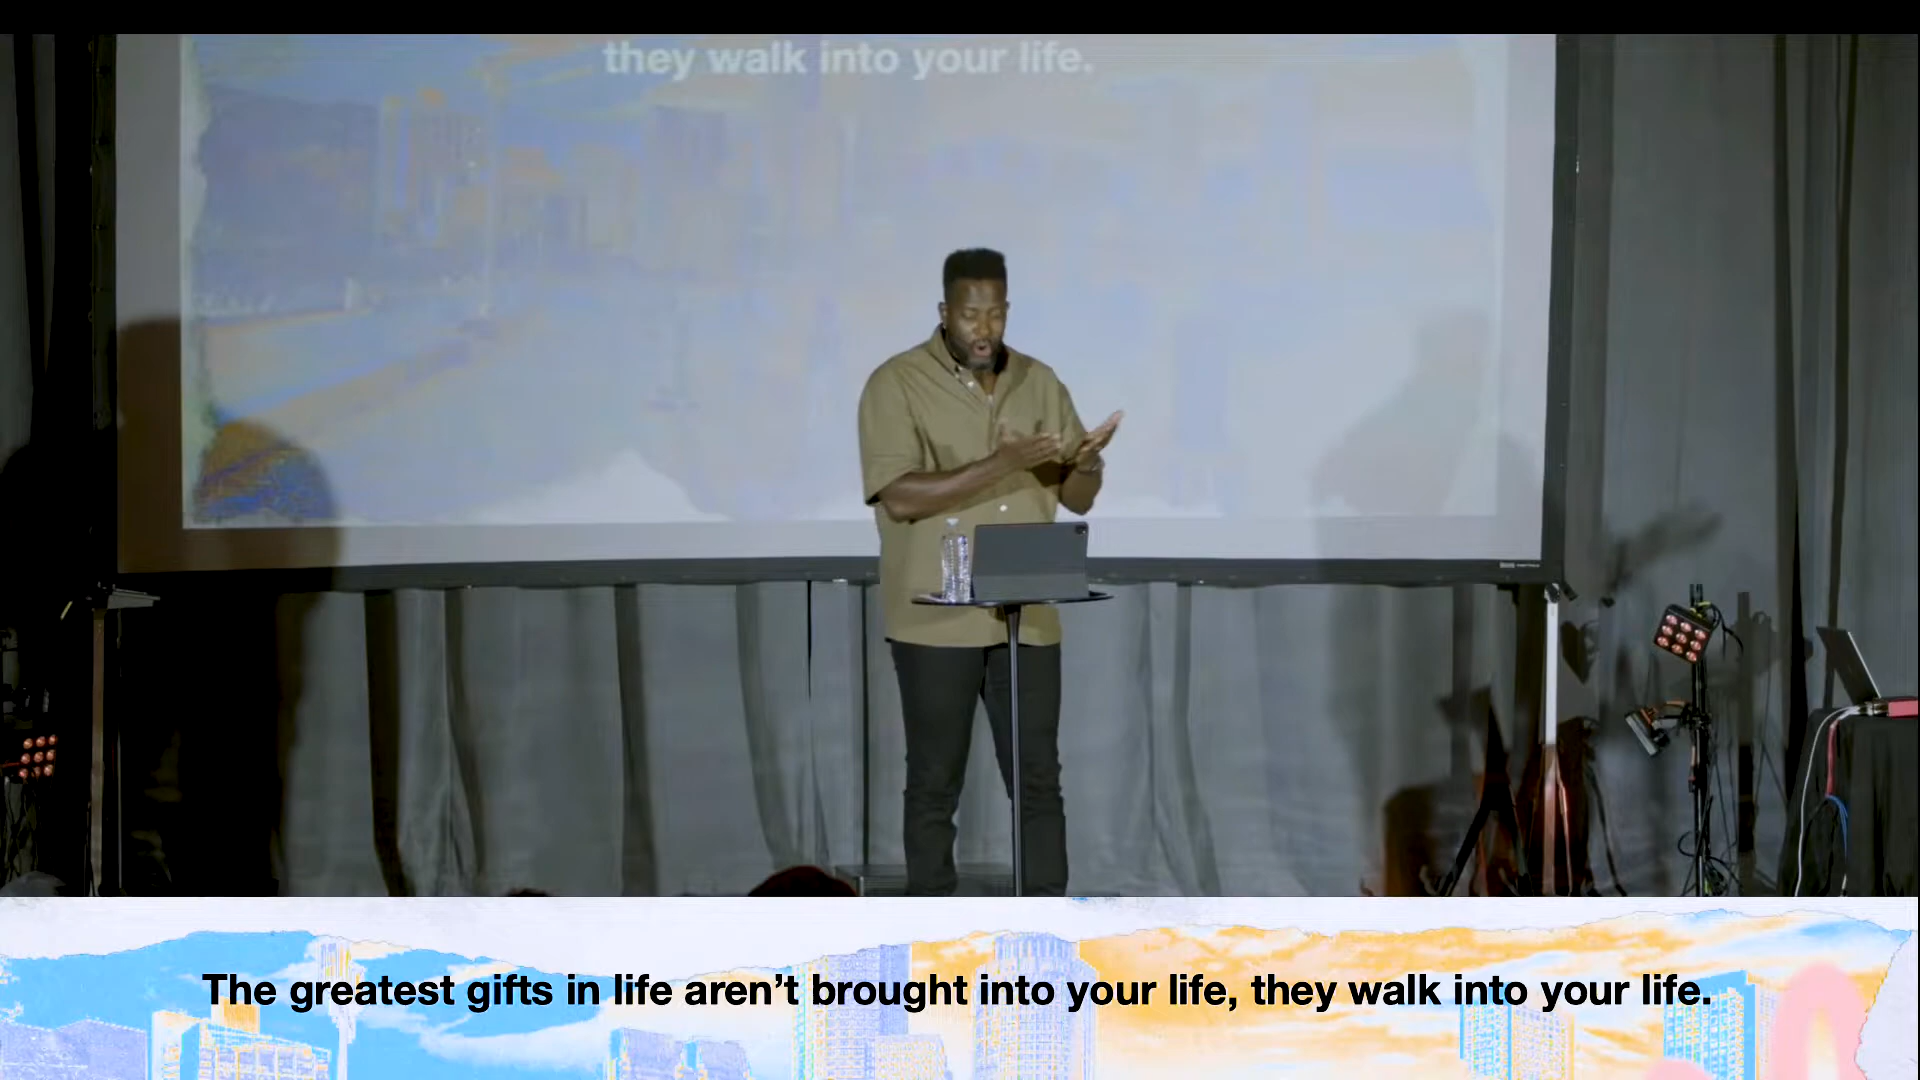 they walk into your life.
The greatest gifts in life aren't brought into your life, they walk into your life.